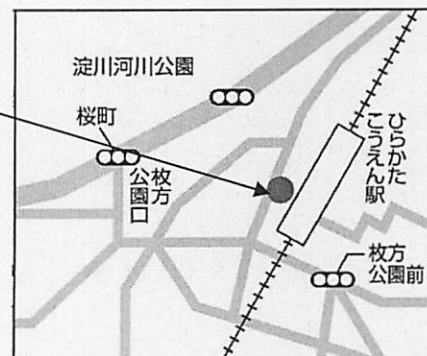 淀川河川公園
桜町
枚方
公園口
ひらかた
こうえん駅
枚方
公園前